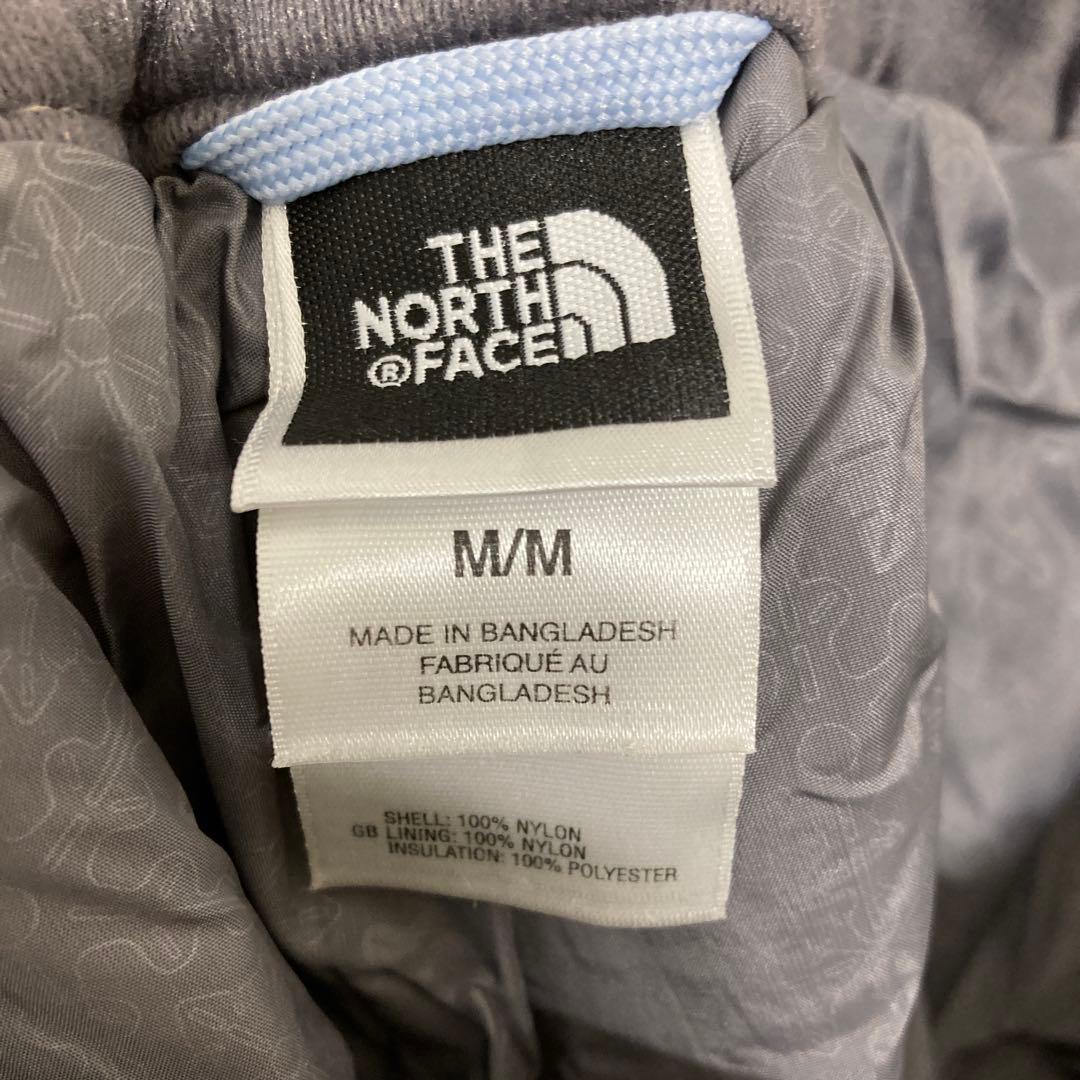 THE
NORTH
®FACE
M/M
MADE IN BANGLADESH
FABRIQUÉ AU
BANGLADESH
SHELL: 100% NYLON
GB LINING: 100% NYLON
INSULATION: 100% POLYESTER